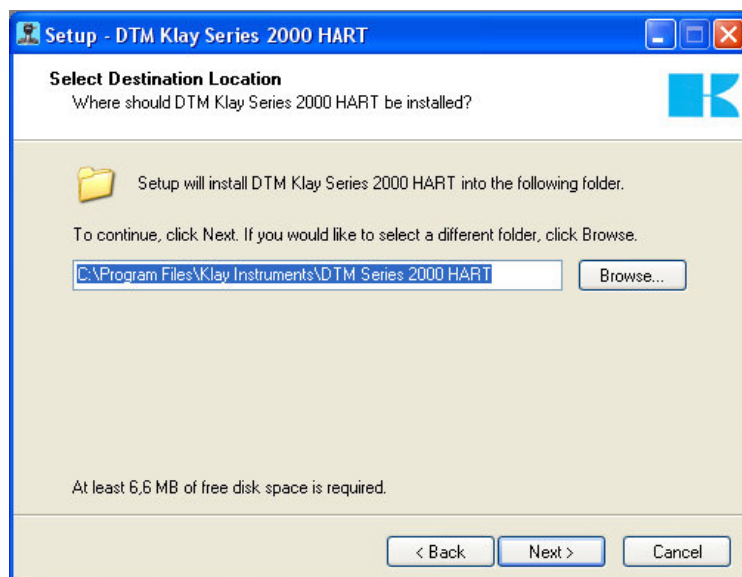 Setup - DTM Klay Series 2000 HART
Select Destination Location
Where should DTM Klay Series 2000 HART be installed?
Setup will install DTM Klay Series 2000 HART into the following folder.
To continue, click Next. If you would like to select a different folder, click Browse.
C:\Program Files\Klay Instruments\DTM Series 2000 HART
Browse...
At least 6,6 MB of free disk space is required.
< Back
Next >
Cancel